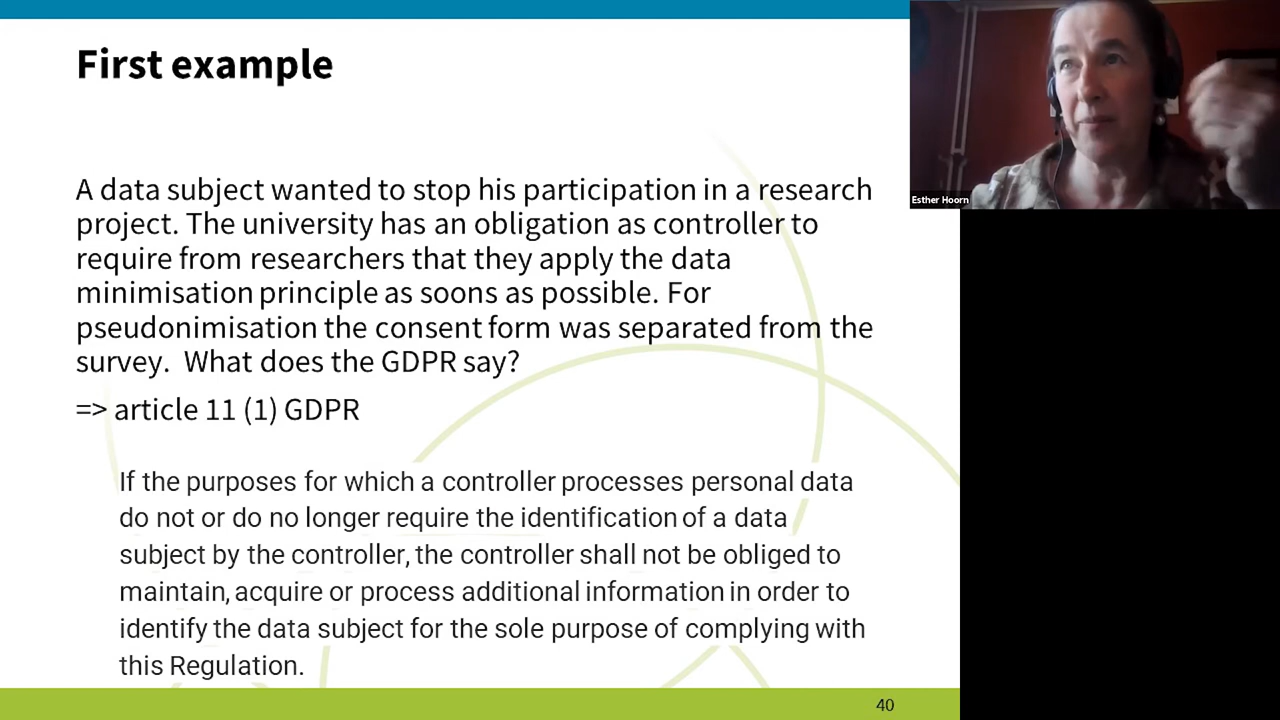 First example
A data subject wanted to stop his participation in a research
project. The university has an obligation as controller to
require from researchers that they apply the data
minimisation principle as soons as possible. For
pseudonimisation the consent form was separated from the
survey.  What does the GDPR say?
=> article 11 (1) GDPR
If the purposes for which a controller processes personal data
do not or do no longer require the identification of a data
subject by the controller, the controller shall not be obliged to
maintain, acquire or process additional information in order to
identify the data subject for the sole purpose of complying with
this Regulation.
40
Esther Hoorn